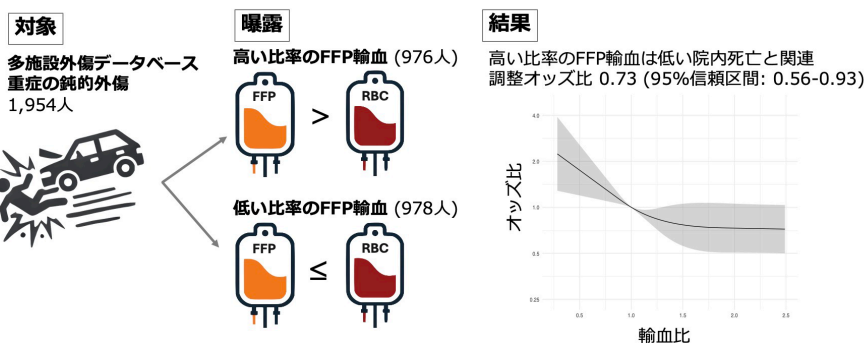 対象
多施設外傷データベース
重症の鈍的外傷
1,954人
曝露
高い比率のFFP輸血 (976人)
FFP
>
RBC
低い比率のFFP輸血 (978人)
FFP
≤
RBC
結果
高い比率のFFP輸血は低い院内死亡と関連
調整オッズ比 0.73 (95%信頼区間: 0.56-0.93)
オッズ比
4.0
2.0
1.0
0.5
0.25
0.5
1.0
1.5
2.0
2.5
輸血比